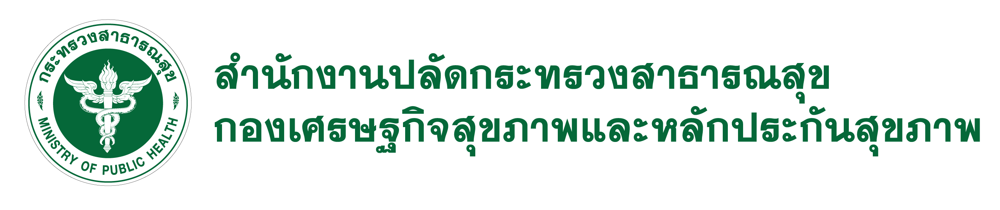 กระทรวงสาธารณสุข
MINISTRY OF PUBLIC HEALTH
สำนักงานปลัดกระทรวงสาธารณสุข
กองเศรษฐกิจสุขภาพและหลักประกันสุขภาพ